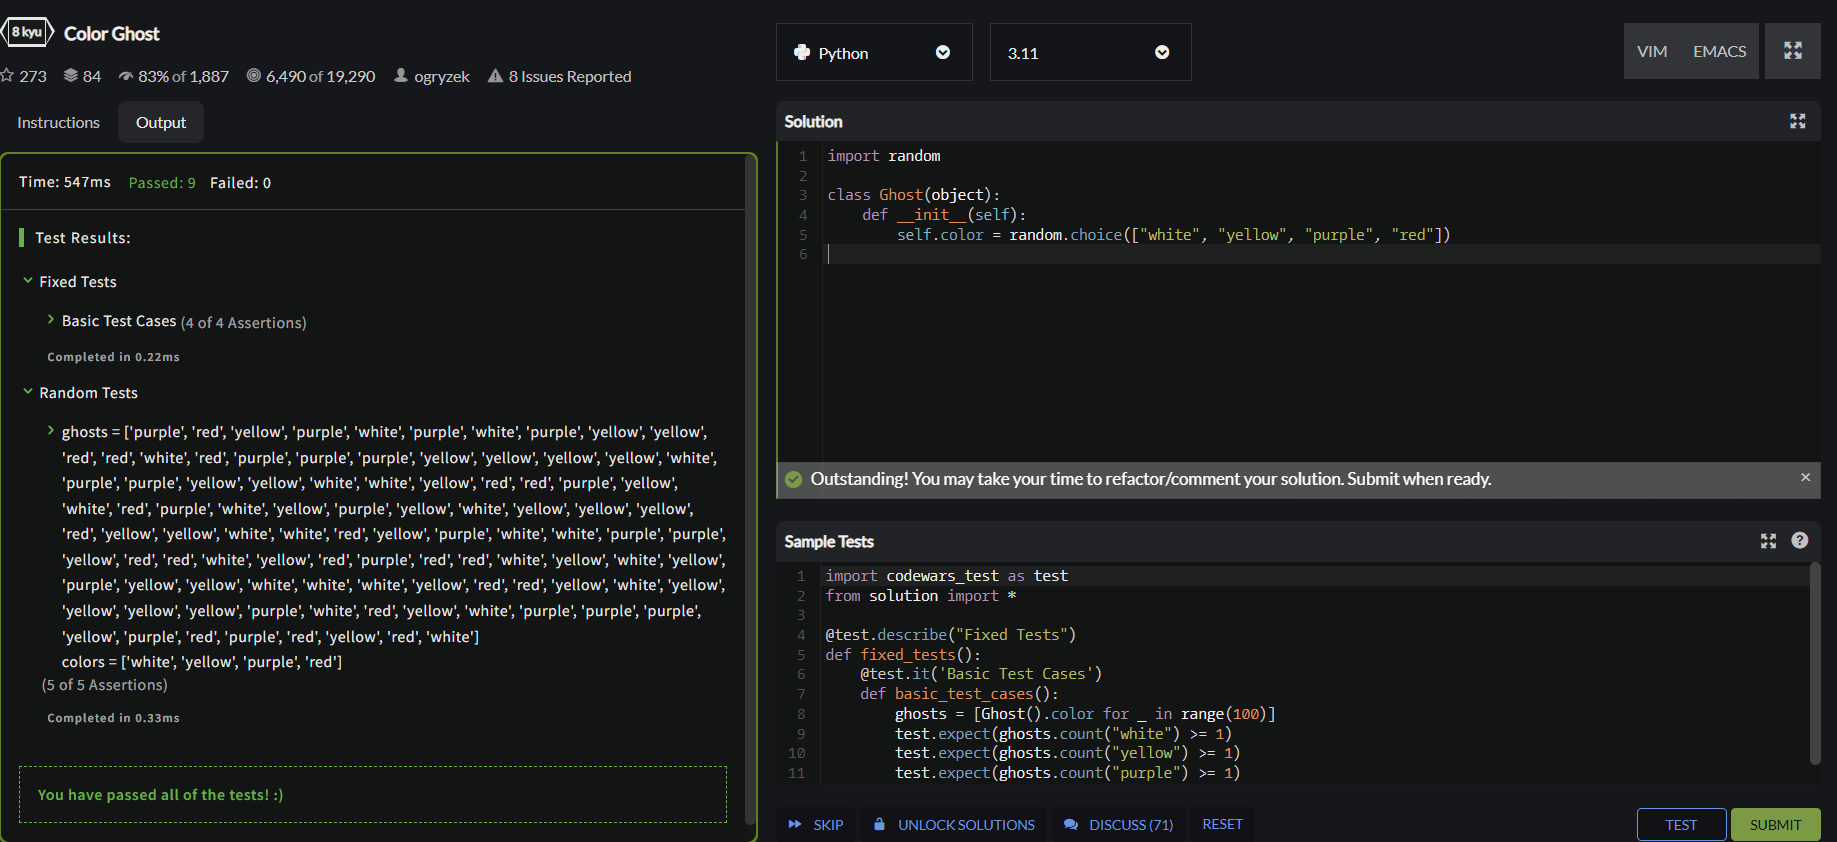 8 kyu Color Ghost
273 84 83% of 1,887 6,490 of 19,290 ogryzek 8 Issues Reported
Instructions Output
Time: 547ms Passed: 9 Failed: 0
Test Results:
Fixed Tests
Basic Test Cases (4 of 4 Assertions)
Completed in 0.22ms
Random Tests
ghosts = ['purple', 'red', 'yellow', 'purple', 'white', 'purple', 'white', 'purple', 'yellow', 'yellow',
'red', 'red', 'white', 'red', 'purple', 'purple', 'purple', 'yellow', 'yellow', 'yellow', 'yellow', 'white',
'purple', 'purple', 'yellow', 'yellow', 'white', 'white', 'yellow', 'red', 'red', 'purple', 'yellow',
'white', 'red', 'purple', 'white', 'yellow', 'purple', 'yellow', 'white', 'yellow', 'yellow', 'yellow',
'red', 'yellow', 'yellow', 'white', 'white', 'red', 'yellow', 'purple', 'white', 'white', 'purple', 'purple',
'yellow', 'red', 'red', 'white', 'yellow', 'red', 'purple', 'red', 'red', 'white', 'yellow', 'white', 'yellow',
'purple', 'yellow', 'yellow', 'white', 'white', 'white', 'yellow', 'red', 'red', 'yellow', 'white', 'yellow',
'yellow', 'yellow', 'yellow', 'purple', 'white', 'red', 'yellow', 'white', 'purple', 'purple', 'purple',
'yellow', 'purple', 'red', 'purple', 'red', 'yellow', 'red', 'white']
colors = ['white', 'yellow', 'purple', 'red']
(5 of 5 Assertions)
Completed in 0.33ms
You have passed all of the tests! :)
Python 3.11 VIM EMACS
Solution
1 import random
2
3 class Ghost(object):
4 def __init__(self):
5 self.color = random.choice(["white", "yellow", "purple", "red"])
6
Outstanding! You may take your time to refactor/comment your solution. Submit when ready. ×
Sample Tests ?
1 import codewars_test as test
2 from solution import *
3
4 @test.describe("Fixed Tests")
5 def fixed_tests():
6 @test.it('Basic Test Cases')
7 def basic_test_cases():
8 ghosts = [Ghost().color for _ in range(100)]
9 test.expect(ghosts.count("white") >= 1)
10 test.expect(ghosts.count("yellow") >= 1)
11 test.expect(ghosts.count("purple") >= 1)
SKIP UNLOCK SOLUTIONS DISCUSS (71) RESET TEST SUBMIT